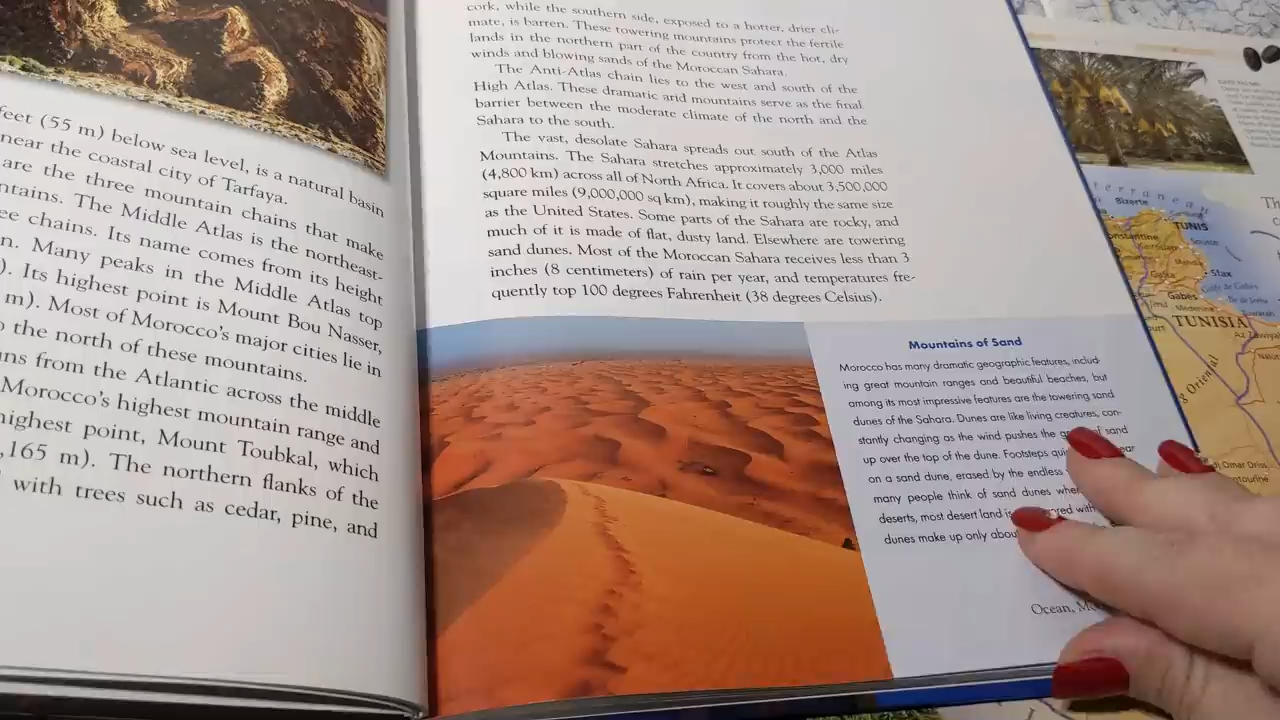 feet (55 m) below sea level, is a natural basin
near the coastal city of Tarfaya.
are the three mountain chains that make
ntains. The Middle Atlas is the northeast-
ee chains. Its name comes from its height
n. Many peaks in the Middle Atlas top
). Its highest point is Mount Bou Nasser,
m). Most of Morocco's major cities lie in
o the north of these mountains.
ns from the Atlantic across the middle
Morocco's highest mountain range and
highest point, Mount Toubkal, which
,165 m). The northern flanks of the
with trees such as cedar, pine, and
cork, while the southern side, exposed to a hotter, drier cli-
mate, is barren. These towering mountains protect the fertile
lands in the northern part of the country from the hot, dry
winds and blowing sands of the Moroccan Sahara.
The Anti-Atlas chain lies to the west and south of the
High Atlas. These dramatic arid mountains serve as the final
barrier between the moderate climate of the north and the
Sahara to the south.
The vast, desolate Sahara spreads out south of the Atlas
Mountains. The Sahara stretches approximately 3,000 miles
(4,800 km) across all of North Africa. It covers about 3,500,000
square miles (9,000,000 sq km), making it roughly the same size
as the United States. Some parts of the Sahara are rocky, and
much of it is made of flat, dusty land. Elsewhere are towering
sand dunes. Most of the Moroccan Sahara receives less than 3
inches (8 centimeters) of rain per year, and temperatures fre-
quently top 100 degrees Fahrenheit (38 degrees Celsius).
Mountains of Sand
Morocco has many dramatic geographic features, includ-
ing great mountain ranges and beautiful beaches, but
among its most impressive features are the towering sand
dunes of the Sahara. Dunes are like living creatures, con-
stantly changing as the wind pushes the of sand
up over the top of the dune. Footsteps
on a sand dune, erased by the endless
many people think of sand dunes
deserts, most desert land is with
dunes make up only
Ocean,
Bizerte
TUNIS
Sousse
Sfax
Gabès
TUNISIA
8 Oriental
Omar Driss